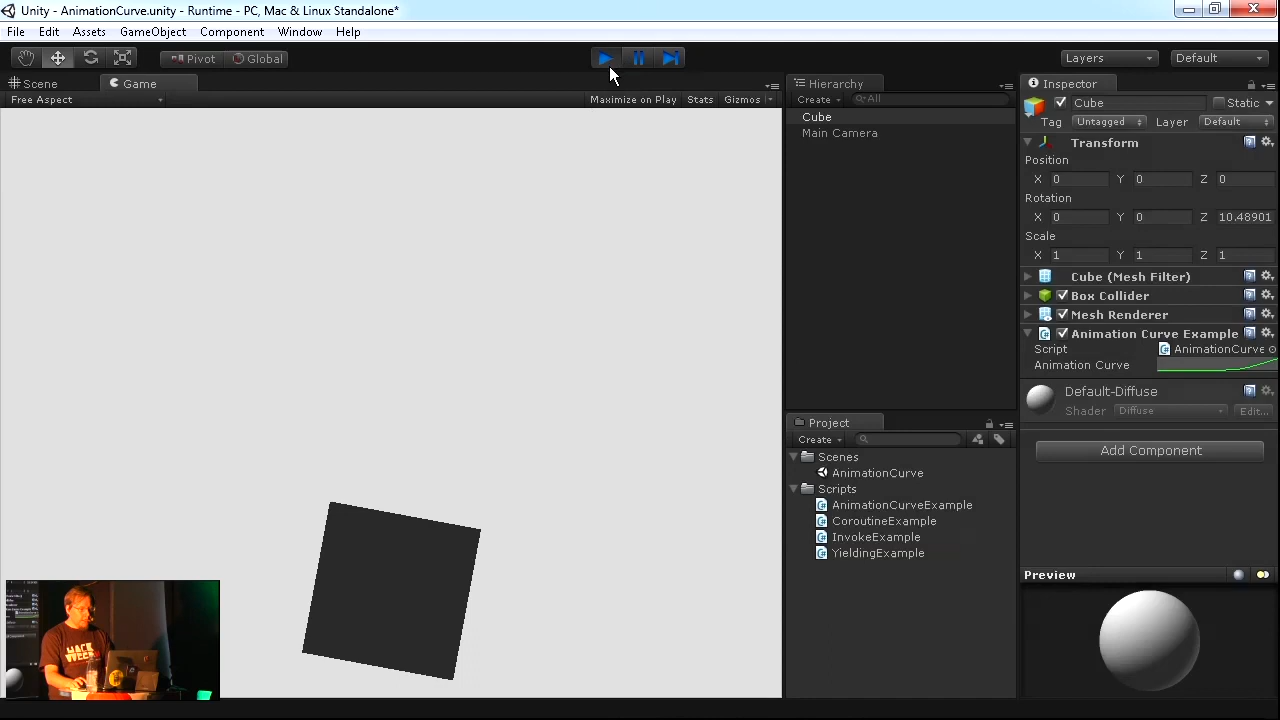 Unity - AnimationCurve.unity - Runtime - PC, Mac & Linux Standalone*
File Edit Assets GameObject Component Window Help
Pivot Global Layers Default
Scene Game
Free Aspect Maximize on Play Stats Gizmos
Hierarchy
Create All
Cube
Main Camera
Project
Create
Scenes
AnimationCurve
Scripts
AnimationCurveExample
CoroutineExample
InvokeExample
YieldingExample
Inspector
Cube Static
Tag Untagged Layer Default
Transform
Position
X 0 Y 0 Z 0
Rotation
X 0 Y 0 Z 10.48901
Scale
X 1 Y 1 Z 1
Cube (Mesh Filter)
Box Collider
Mesh Renderer
Animation Curve Example
Script AnimationCurve
Animation Curve
Default-Diffuse
Shader Diffuse Edit...
Add Component
Preview
HACK
WEEK